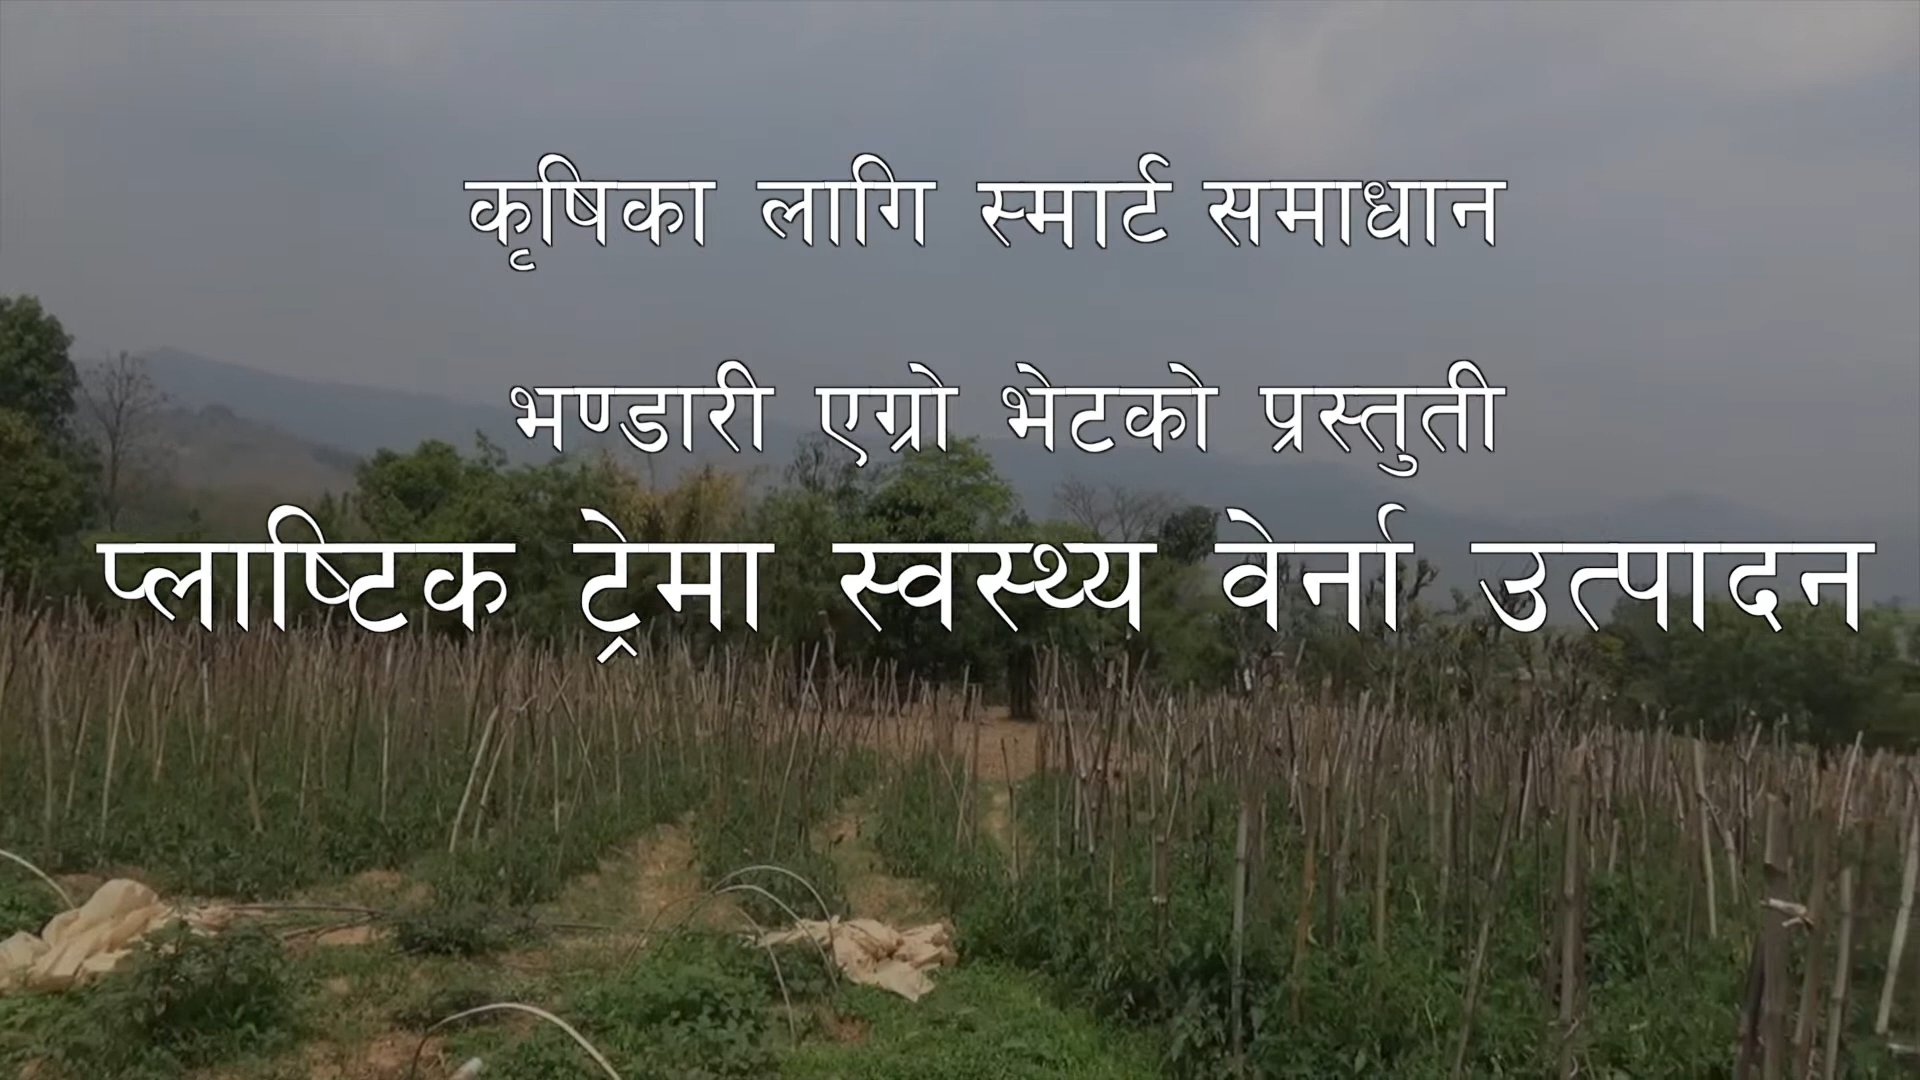 कृषिका लागि स्मार्ट समाधान
भण्डारी एग्रो भेटको प्रस्तुती
प्लाष्टिक ट्रेमा स्वस्थ्य वेर्ना उत्पादन